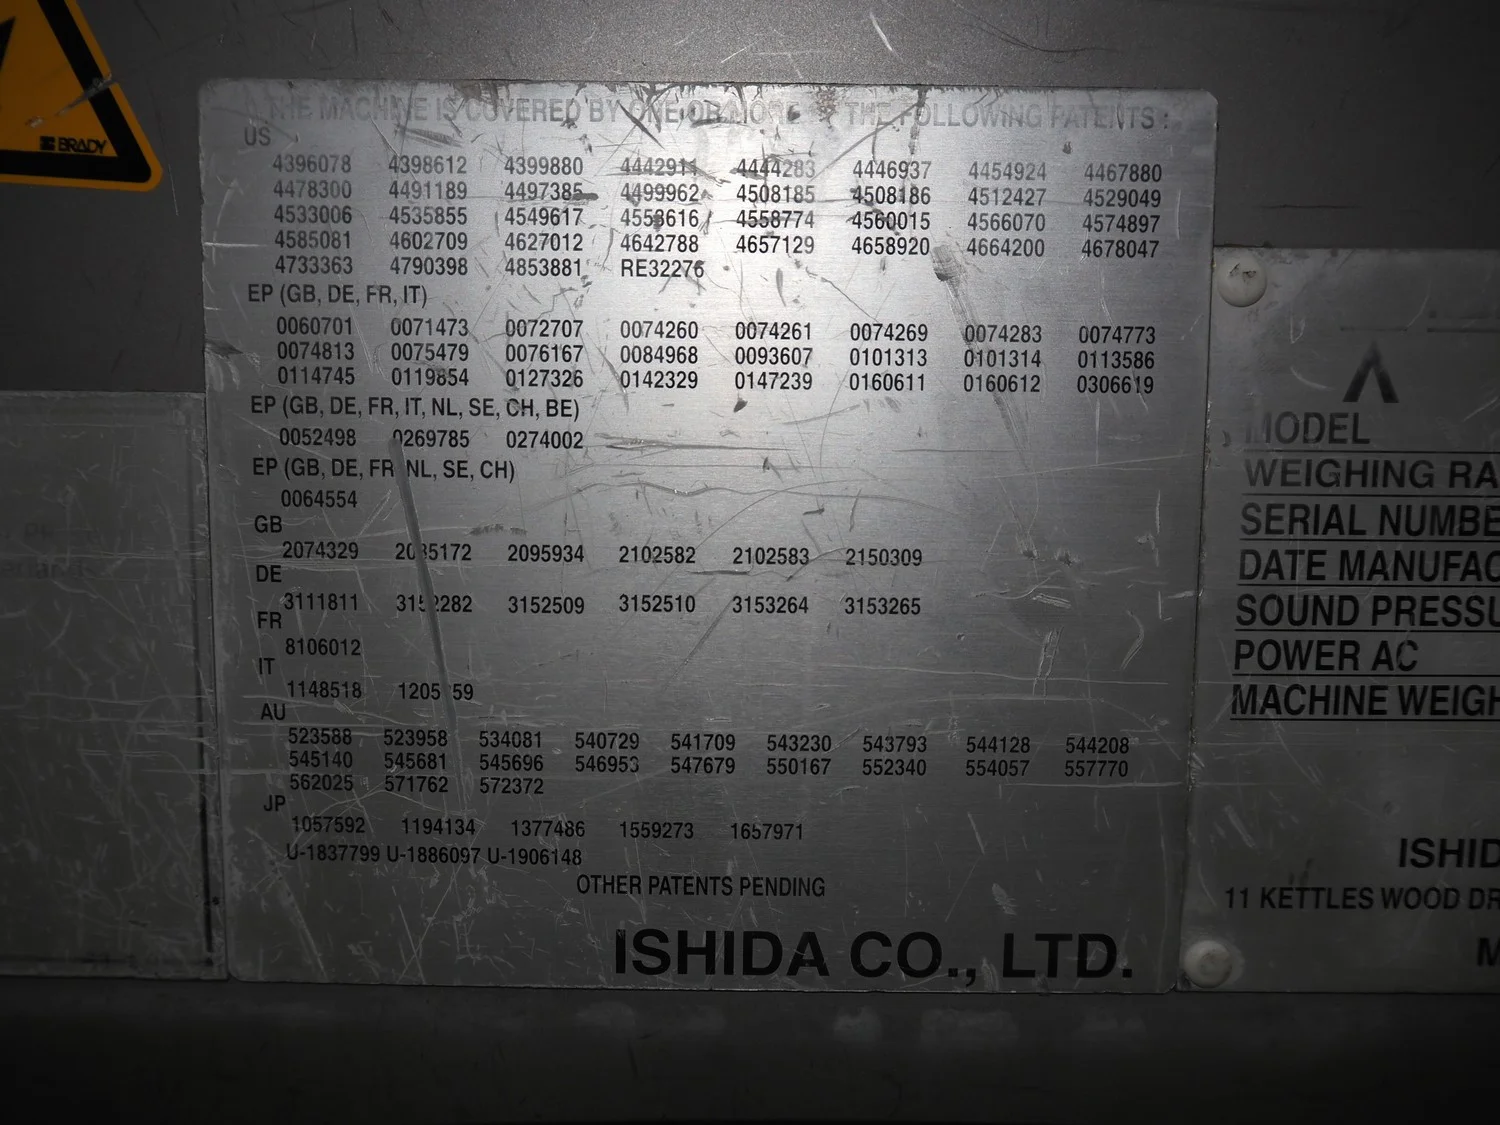 BRADY
THE MACHINE IS COVERED BY ONE OR MORE OF THE FOLLOWING PATENTS :
US
4396078 4398612 4399880 4442911 4444283 4446937 4454924 4467880
4478300 4491189 4497385 4499962 4508185 4508186 4512427 4529049
4533006 4535855 4549617 4553616 4558774 4560015 4566070 4574897
4585081 4602709 4627012 4642788 4657129 4658920 4664200 4678047
4733363 4790398 4853881 RE32276
EP (GB, DE, FR, IT)
0060701 0071473 0072707 0074260 0074261 0074269 0074283 0074773
0074813 0075479 0076167 0084968 0093607 0101313 0101314 0113586
0114745 0119854 0127326 0142329 0147239 0160611 0160612 0306619
EP (GB, DE, FR, IT, NL, SE, CH, BE)
0052498 0269785 0274002
EP (GB, DE, FR NL, SE, CH)
0064554
GB
2074329 2095934 2102582 2102583 2150309
DE
3111811 3152509 3152510 3153264 3153265
FR
8106012
IT
1148518
AU
523588 523958 534081 540729 541709 543230 543793 544128 544208
545140 545681 545696 546953 547679 550167 552340 554057 557770
562025 571762 572372
JP
1057592 1194134 1377486 1559273 1657971
U-1837799 U-1886097 U-1906148
OTHER PATENTS PENDING
ISHIDA CO., LTD.
MODEL
WEIGHING RA
SERIAL NUMBE
DATE MANUFAC
SOUND PRESSU
POWER AC
MACHINE WEIGH
ISHID
11 KETTLES WOOD DR
M